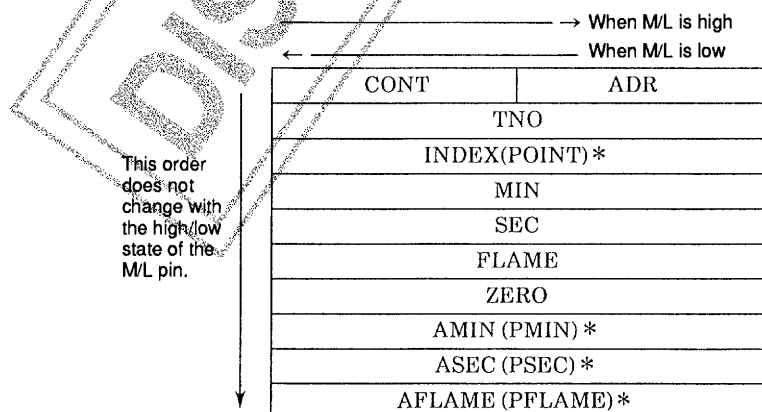 → When M/L is high
← When M/L is low
CONT ADR
TNO
INDEX(POINT)*
MIN
SEC
FLAME
ZERO
AMIN (PMIN)*
ASEC (PSEC)*
AFLAME (PFLAME)*
This order
does not
change with
the high/low
state of the
M/L pin.
DIS